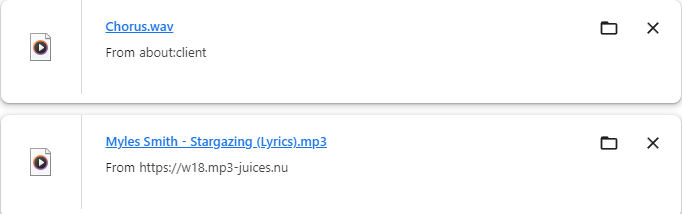 Chorus.wav
From about:client
Myles Smith - Stargazing (Lyrics).mp3
From https://w18.mp3-juices.nu